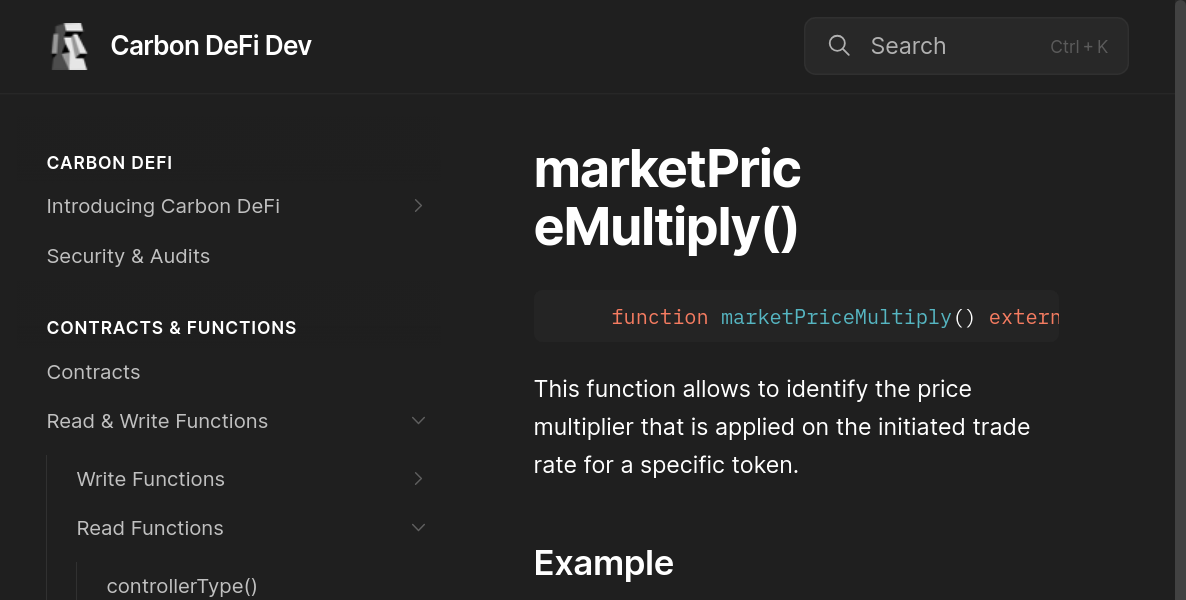 Carbon DeFi Dev
Search
Ctrl + K
CARBON DEFI
Introducing Carbon DeFi
Security & Audits
CONTRACTS & FUNCTIONS
Contracts
Read & Write Functions
Write Functions
Read Functions
controllerType()
marketPric
eMultiply()
function marketPriceMultiply() extern
This function allows to identify the price
multiplier that is applied on the initiated trade
rate for a specific token.
Example